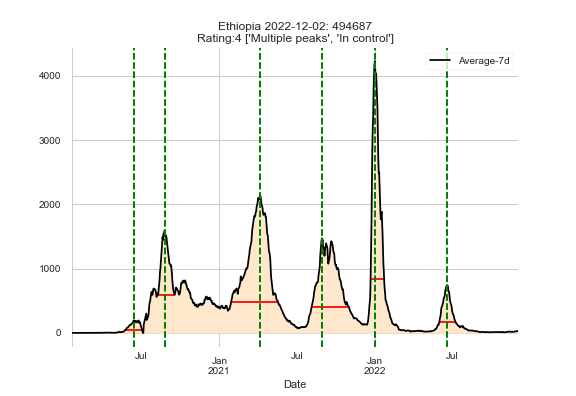 Ethiopia 2022-12-02: 494687
Rating:4 ['Multiple peaks', 'In control']
Average-7d
4000
3000
2000
1000
0
Jul
Jan
2021
Jul
Jan
2022
Jul
Date